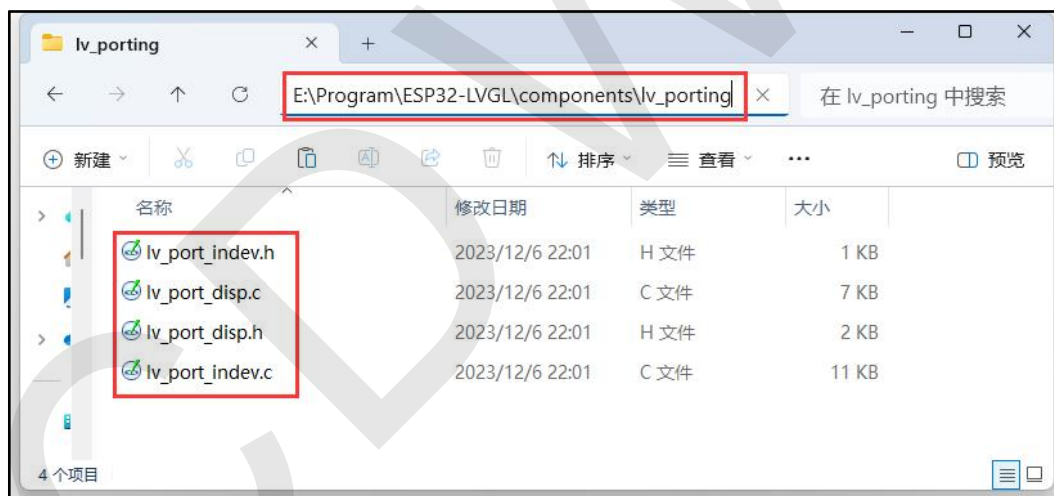 lv_porting
E:\Program\ESP32-LVGL\components\lv_porting
在 lv_porting 中搜索
新建
排序
查看
预览
名称 修改日期 类型 大小
lv_port_indev.h 2023/12/6 22:01 H 文件 1 KB
lv_port_disp.c 2023/12/6 22:01 C 文件 7 KB
lv_port_disp.h 2023/12/6 22:01 H 文件 2 KB
lv_port_indev.c 2023/12/6 22:01 C 文件 11 KB
4 个项目